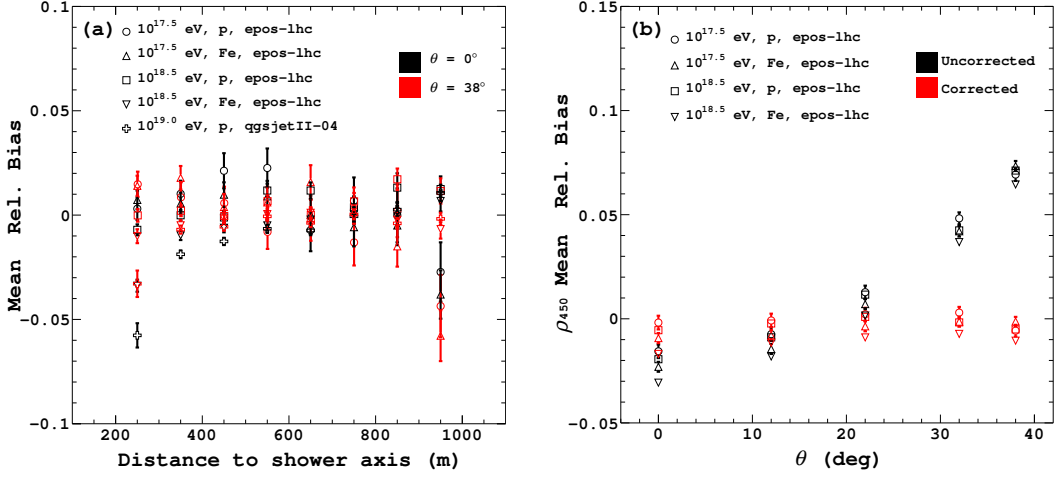 (a)
10^17.5 eV, p, epos-lhc
10^17.5 eV, Fe, epos-lhc
10^18.5 eV, p, epos-lhc
10^18.5 eV, Fe, epos-lhc
10^19.0 eV, p, qgsjetII-04
θ = 0°
θ = 38°
Mean Rel. Bias
0.1
0.05
0
−0.05
−0.1
200 400 600 800 1000
Distance to shower axis (m)
(b)
10^17.5 eV, p, epos-lhc
10^17.5 eV, Fe, epos-lhc
10^18.5 eV, p, epos-lhc
10^18.5 eV, Fe, epos-lhc
Uncorrected
Corrected
ρ450 Mean Rel. Bias
0.15
0.1
0.05
0
−0.05
0 10 20 30 40
θ (deg)